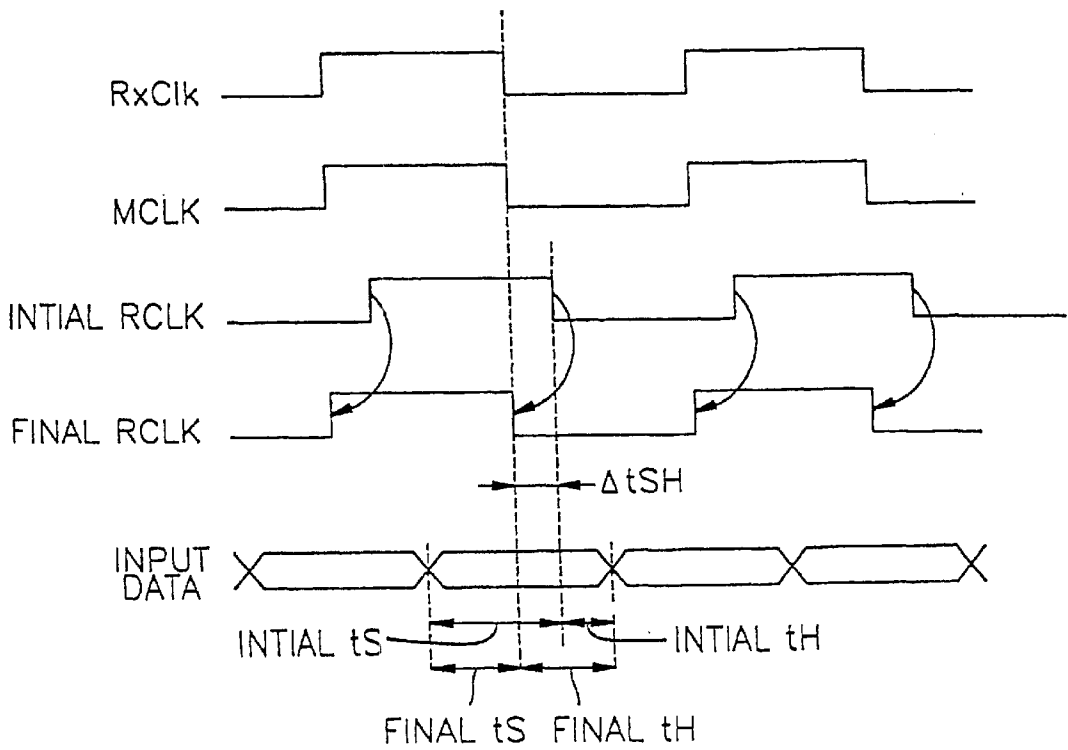 RxClk
MCLK
INTIAL RCLK
FINAL RCLK
ΔtSH
INPUT
DATA
INTIAL tS
INTIAL tH
FINAL tS
FINAL tH